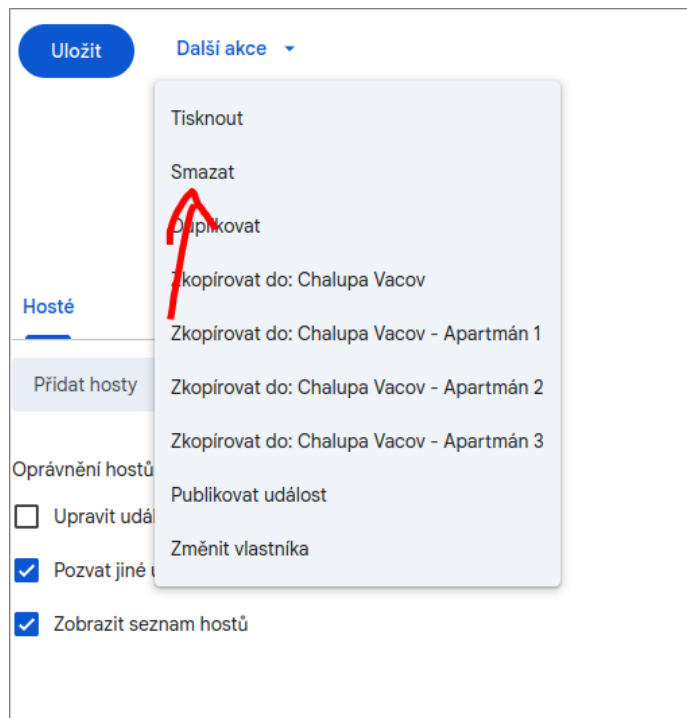 Uložit
Další akce
Tisknout
Smazat
Duplikovat
Zkopírovat do: Chalupa Vacov
Hosté
Zkopírovat do: Chalupa Vacov - Apartmán 1
Přidat hosty
Zkopírovat do: Chalupa Vacov - Apartmán 2
Zkopírovat do: Chalupa Vacov - Apartmán 3
Oprávnění hostů
Publikovat událost
Upravit udál
Změnit vlastníka
Pozvat jiné
Zobrazit seznam hostů